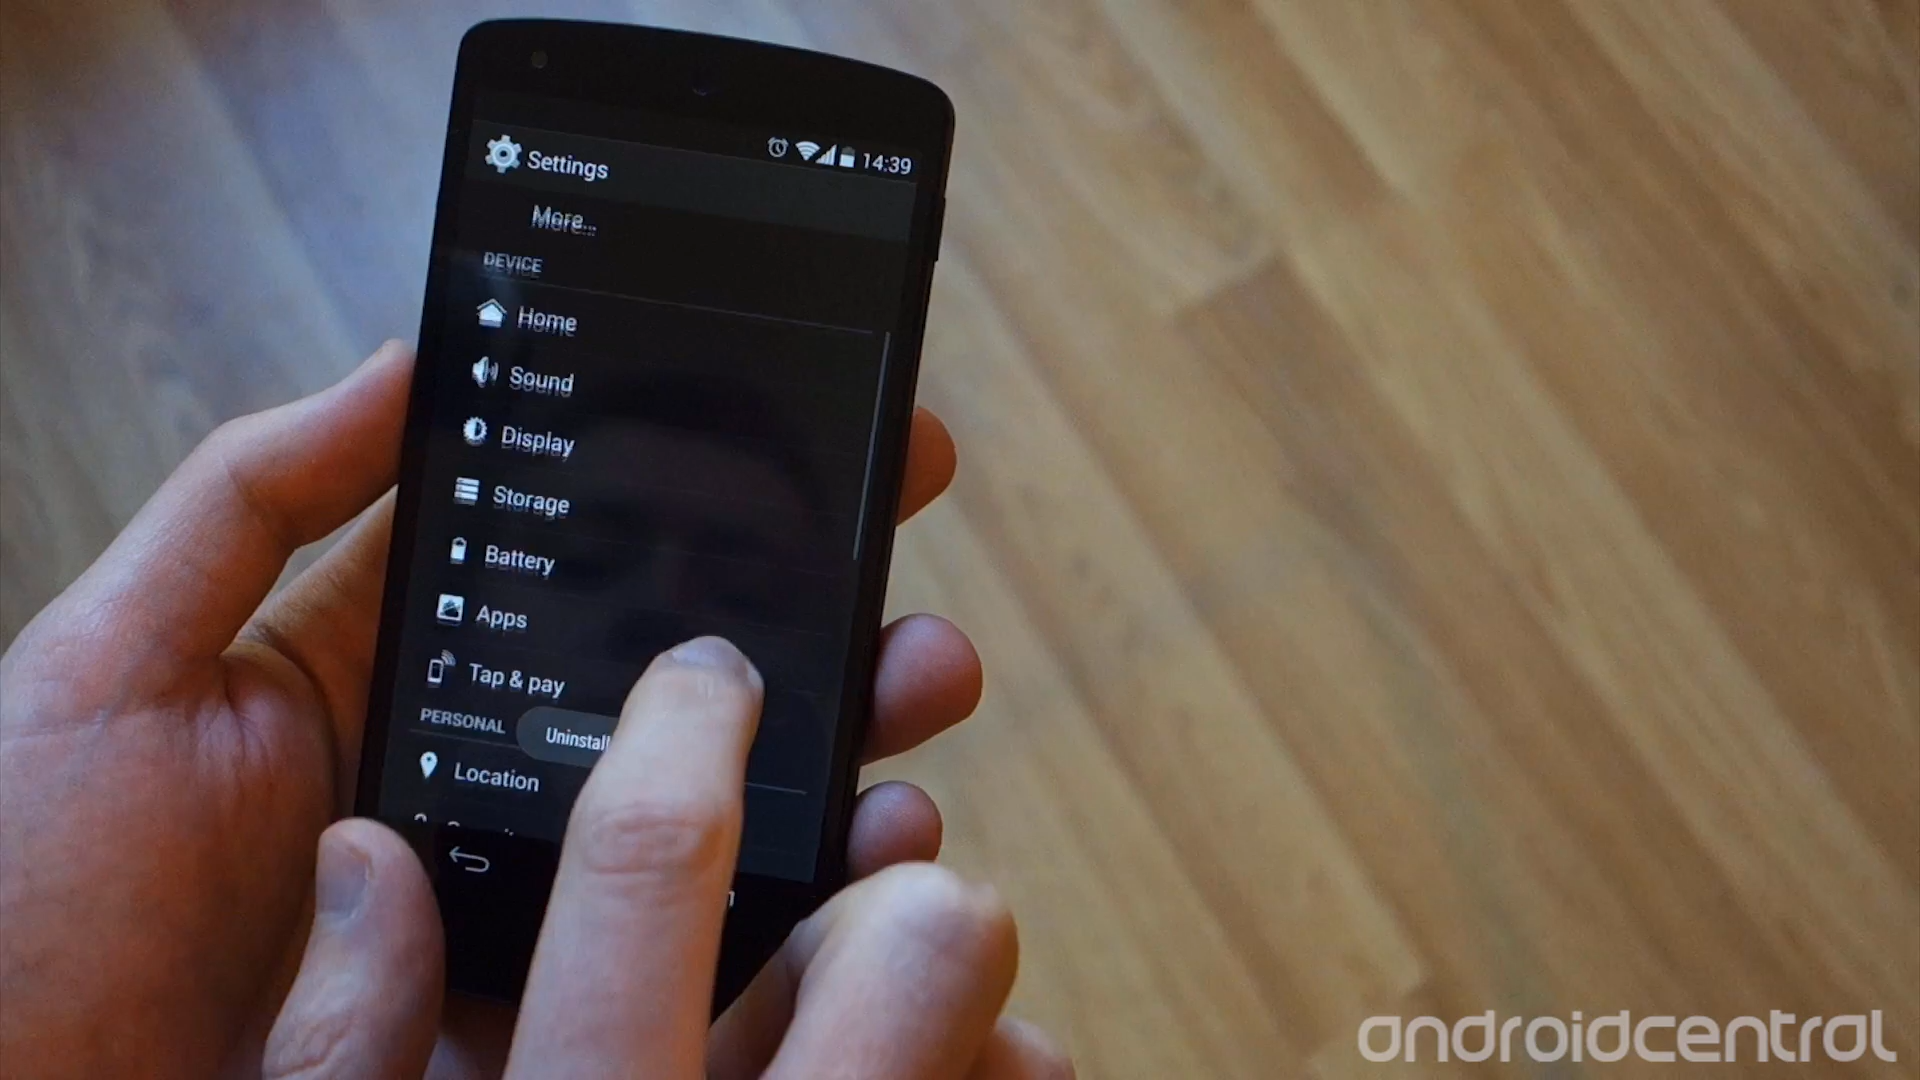 Settings
14:39
More...
DEVICE
Home
Sound
Display
Storage
Battery
Apps
Tap & pay
PERSONAL
Uninstall
Location
androidcentral